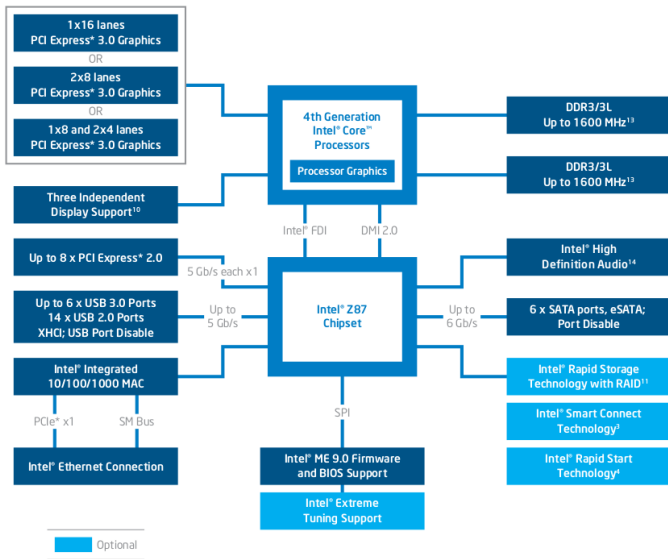 1x16 lanes
PCI Express* 3.0 Graphics
OR
2x8 lanes
PCI Express* 3.0 Graphics
OR
1x8 and 2x4 lanes
PCI Express* 3.0 Graphics
4th Generation
Intel® Core™
Processors
Processor Graphics
DDR3/3L
Up to 1600 MHz¹³
DDR3/3L
Up to 1600 MHz¹³
Three Independent
Display Support¹⁰
Intel® FDI
DMI 2.0
Up to 8 x PCI Express* 2.0
5 Gb/s each x1
Intel® High
Definition Audio¹⁴
Up to 6 x USB 3.0 Ports
14 x USB 2.0 Ports
XHCI; USB Port Disable
Up to
5 Gb/s
Intel® Z87
Chipset
Up to
6 Gb/s
6 x SATA ports, eSATA;
Port Disable
Intel® Integrated
10/100/1000 MAC
Intel® Rapid Storage
Technology with RAID¹¹
PCIe* x1
SM Bus
SPI
Intel® Smart Connect
Technology³
Intel® Ethernet Connection
Intel® ME 9.0 Firmware
and BIOS Support
Intel® Rapid Start
Technology⁴
Intel® Extreme
Tuning Support
Optional